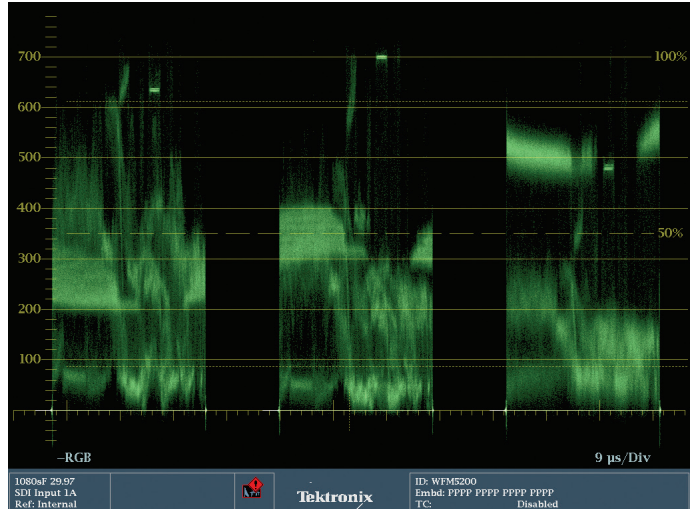 700
100%
600
500
400
50%
300
200
100
–RGB
9 µs/Div
1080sF 29.97
SDI Input 1A
Ref: Internal
Tektronix
ID: WFM5200
Embd: PPPP PPPP PPPP PPPP
TC: Disabled